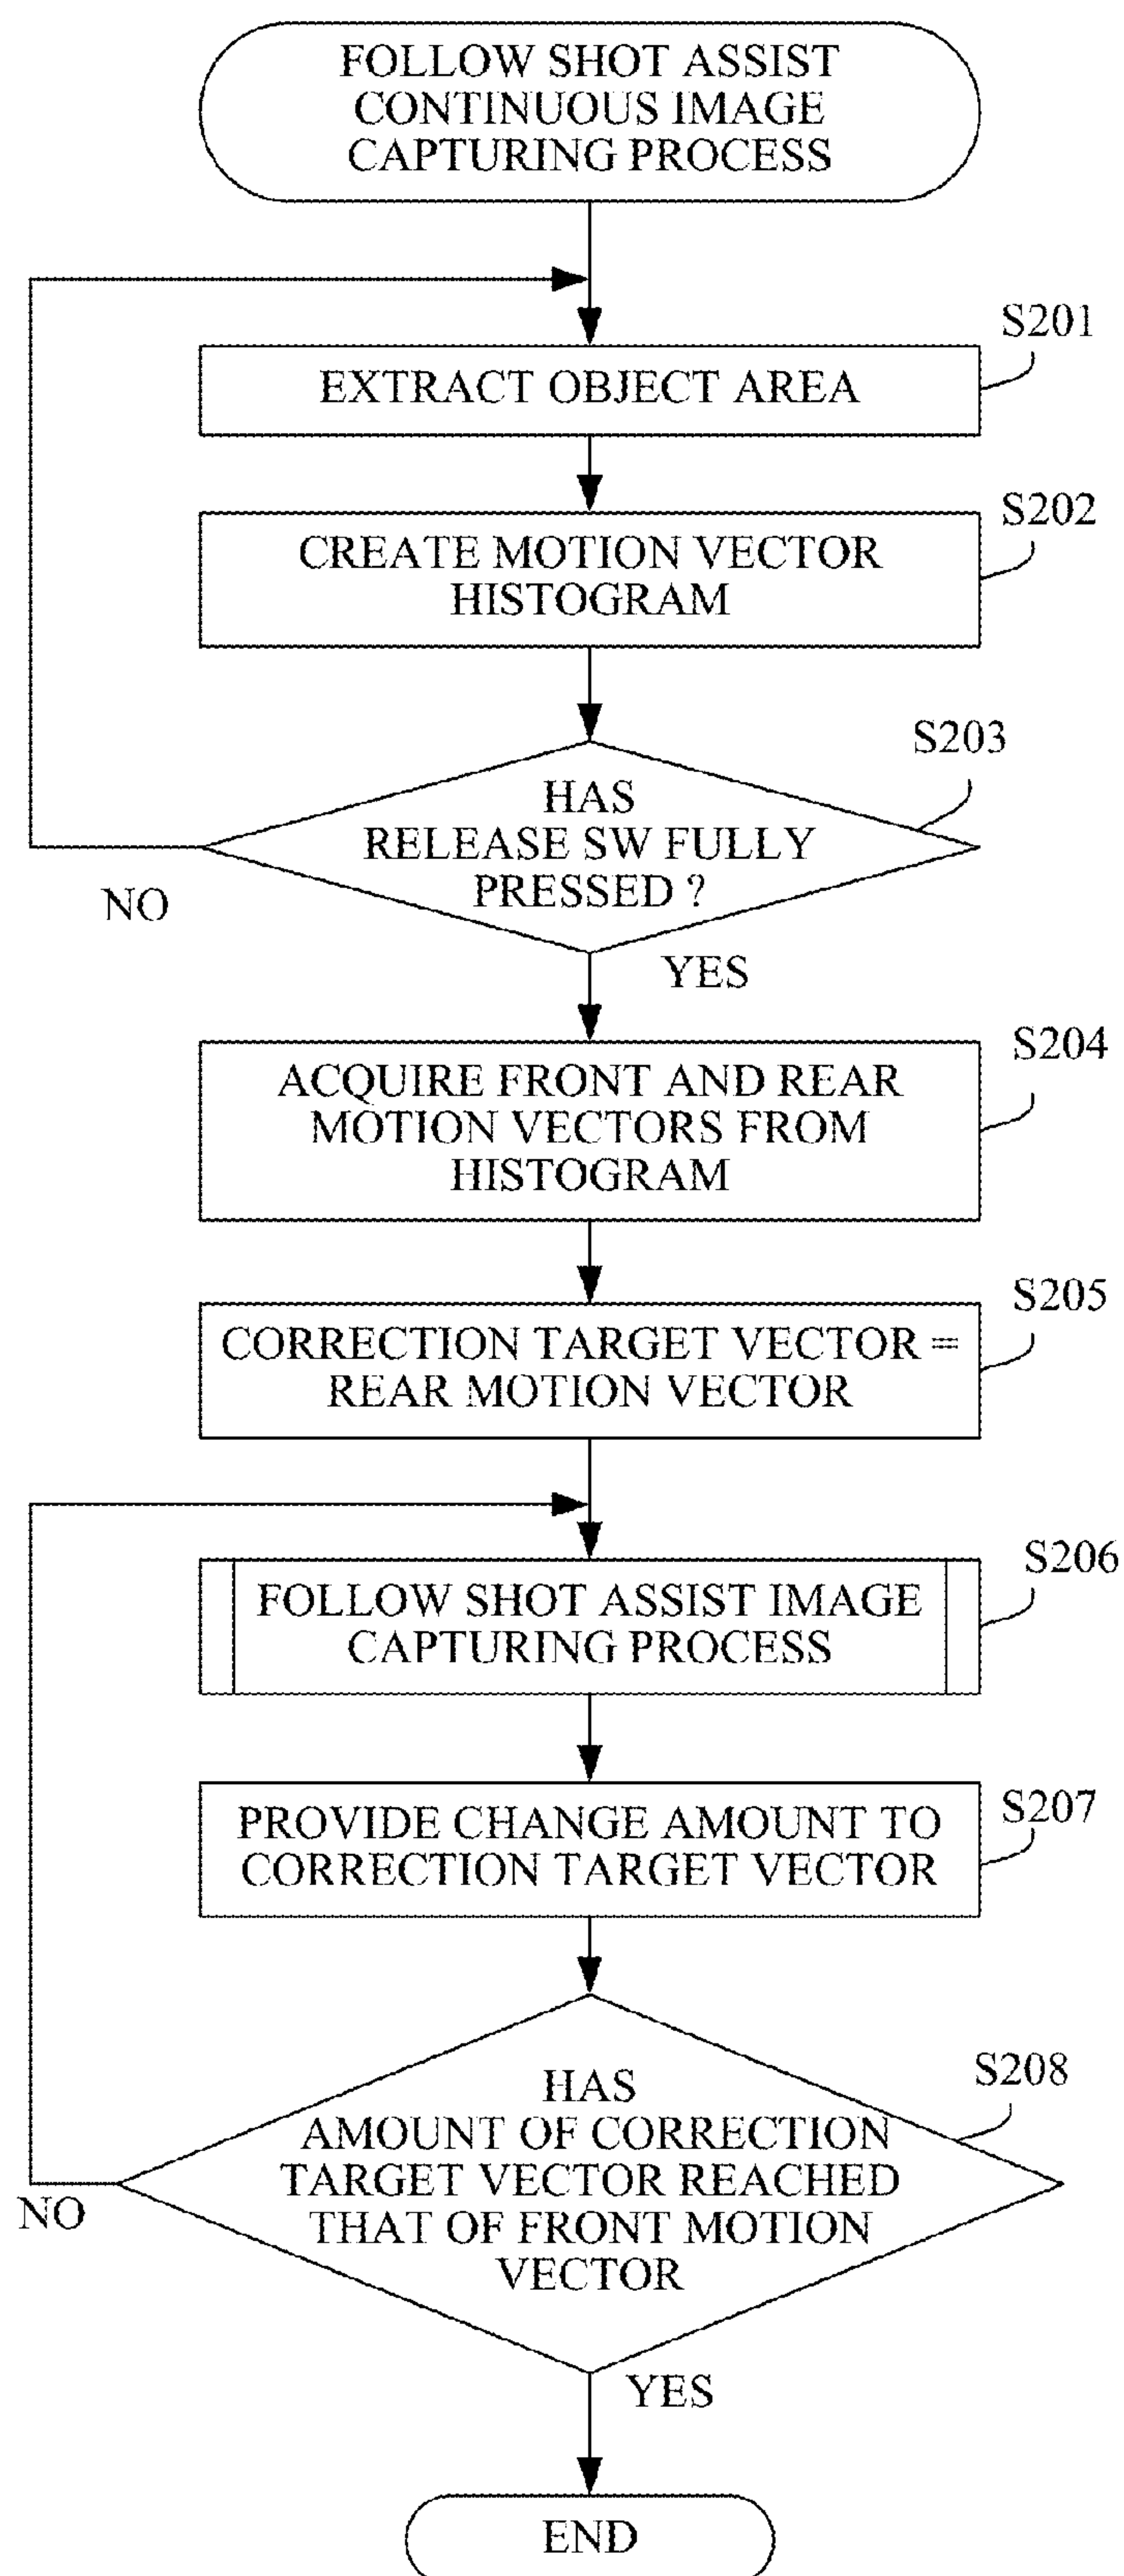 FOLLOW SHOT ASSIST
CONTINUOUS IMAGE
CAPTURING PROCESS
S201
EXTRACT OBJECT AREA
S202
CREATE MOTION VECTOR
HISTOGRAM
S203
HAS
RELEASE SW FULLY
PRESSED ?
NO
YES
S204
ACQUIRE FRONT AND REAR
MOTION VECTORS FROM
HISTOGRAM
S205
CORRECTION TARGET VECTOR =
REAR MOTION VECTOR
S206
FOLLOW SHOT ASSIST IMAGE
CAPTURING PROCESS
S207
PROVIDE CHANGE AMOUNT TO
CORRECTION TARGET VECTOR
S208
HAS
AMOUNT OF CORRECTION
TARGET VECTOR REACHED
THAT OF FRONT MOTION
VECTOR
NO
YES
END